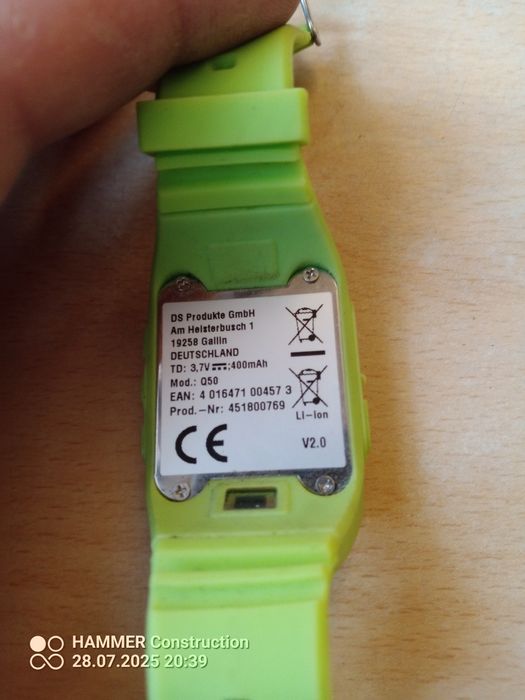 DS Produkte GmbH
Am Heisterbusch 1
19258 Gallin
DEUTSCHLAND
TD: 3,7V⎓;400mAh
Mod.: Q50
EAN: 4 016471 00457 3
Prod.-Nr: 451800769
Li-Ion
CE
V2.0
HAMMER Construction
28.07.2025 20:39